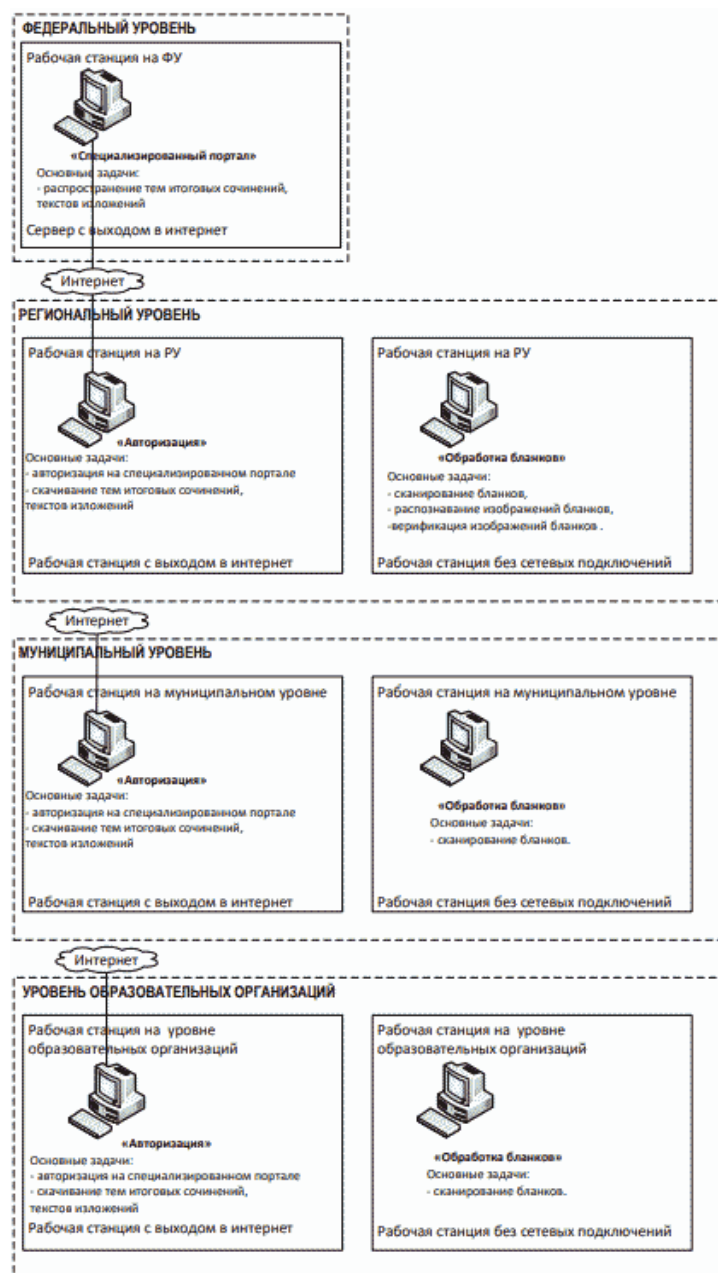 ФЕДЕРАЛЬНЫЙ УРОВЕНЬ
Рабочая станция на ФУ
«Специализированный портал»
Основные задачи:
- распространение тем итоговых сочинений,
текстов изложений
Сервер с выходом в интернет
Интернет
РЕГИОНАЛЬНЫЙ УРОВЕНЬ
Рабочая станция на РУ
«Авторизация»
Основные задачи:
- авторизация на специализированном портале
- скачивание тем итоговых сочинений,
текстов изложений
Рабочая станция с выходом в интернет
Рабочая станция на РУ
«Обработка бланков»
Основные задачи:
- сканирование бланков,
- распознавание изображений бланков,
-верификация изображений бланков .
Рабочая станция без сетевых подключений
Интернет
МУНИЦИПАЛЬНЫЙ УРОВЕНЬ
Рабочая станция на муниципальном уровне
«Авторизация»
Основные задачи:
- авторизация на специализированном портале
- скачивание тем итоговых сочинений,
текстов изложений
Рабочая станция с выходом в интернет
Рабочая станция на муниципальном уровне
«Обработка бланков»
Основные задачи:
- сканирование бланков.
Рабочая станция без сетевых подключений
Интернет
УРОВЕНЬ ОБРАЗОВАТЕЛЬНЫХ ОРГАНИЗАЦИЙ
Рабочая станция на уровне
образовательных организаций
«Авторизация»
Основные задачи:
- авторизация на специализированном портале
- скачивание тем итоговых сочинений,
текстов изложений
Рабочая станция с выходом в интернет
Рабочая станция на уровне
образовательных организаций
«Обработка бланков»
Основные задачи:
- сканирование бланков.
Рабочая станция без сетевых подключений